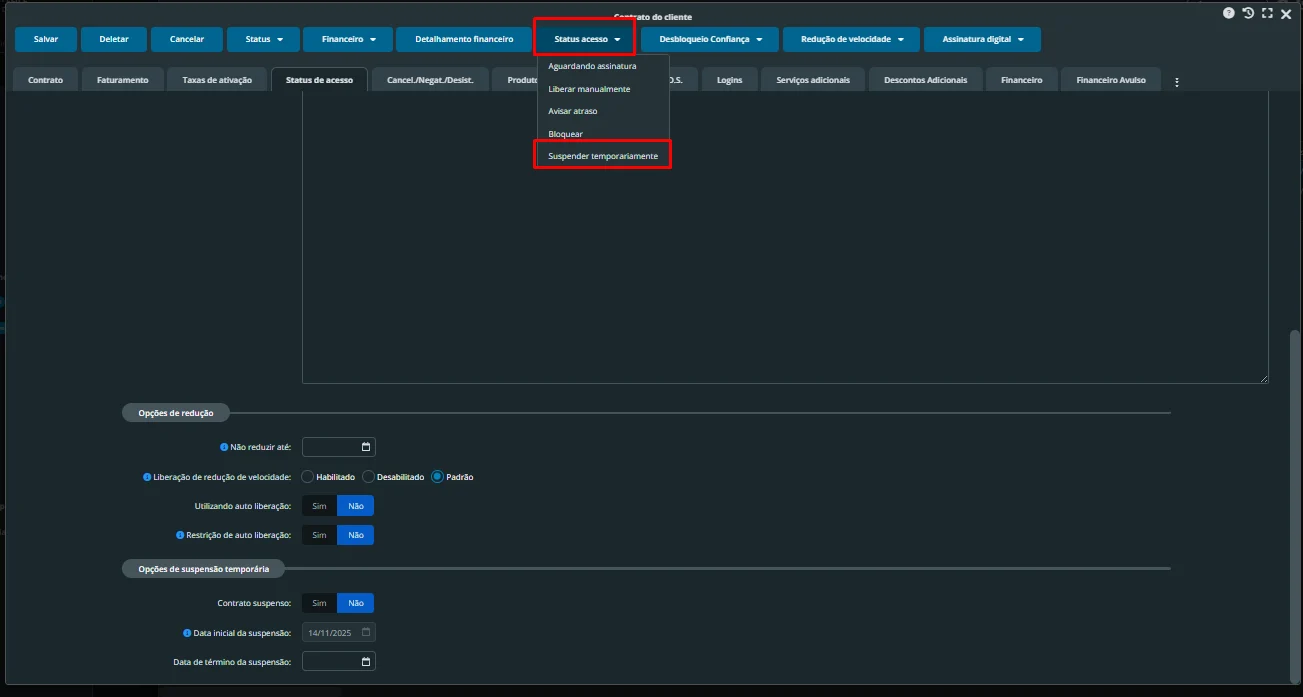 Contrato do cliente
Salvar
Deletar
Cancelar
Status
Financeiro
Detalhamento financeiro
Status acesso
Desbloqueio Confiança
Redução de velocidade
Assinatura digital
Contrato
Faturamento
Taxas de ativação
Status de acesso
Cancel./Negat./Desist.
Produto
O.S.
Logins
Serviços adicionais
Descontos Adicionais
Financeiro
Financeiro Avulso
Aguardando assinatura
Liberar manualmente
Avisar atraso
Bloquear
Suspender temporariamente
Opções de redução
Não reduzir até:
Liberação de redução de velocidade: Habilitado Desabilitado Padrão
Utilizando auto liberação: Sim Não
Restrição de auto liberação: Sim Não
Opções de suspensão temporária
Contrato suspenso: Sim Não
Data inicial da suspensão: 14/11/2025
Data de término da suspensão: